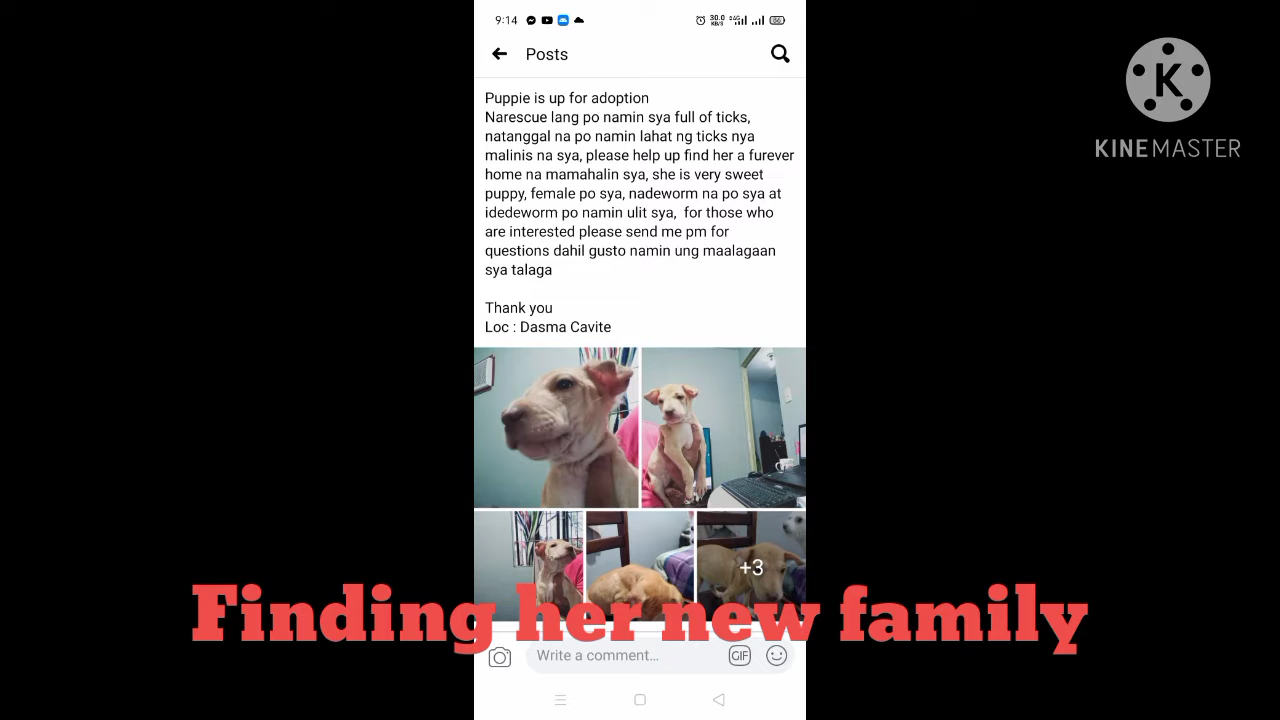 9:14
30.0
KB/S
Posts
K
KINEMASTER
Puppie is up for adoption
Narescue lang po namin sya full of ticks,
natanggal na po namin lahat ng ticks nya
malinis na sya, please help up find her a furever
home na mamahalin sya, she is very sweet
puppy, female po sya, nadeworm na po sya at
idedeworm po namin ulit sya, for those who
are interested please send me pm for
questions dahil gusto namin ung maalagaan
sya talaga
Thank you
Loc : Dasma Cavite
+3
Finding her new family
Write a comment...
GIF